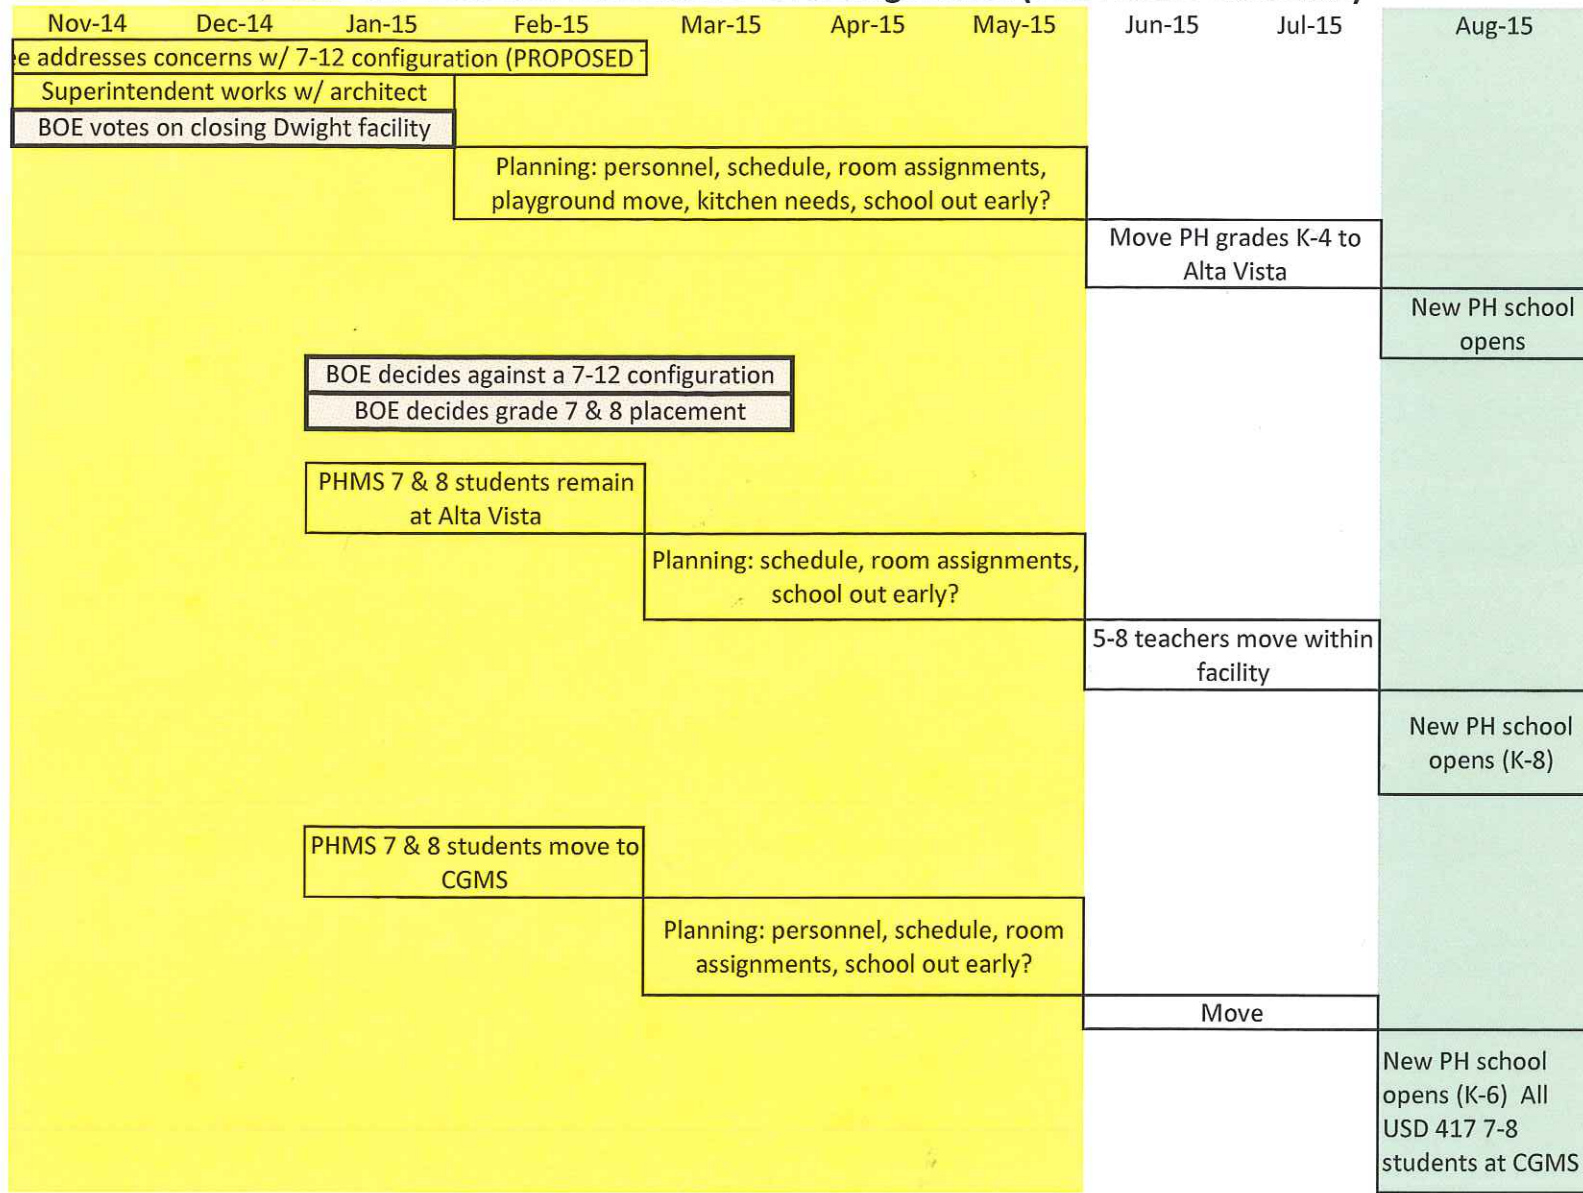 Nov-14 Dec-14 Jan-15 Feb-15 Mar-15 Apr-15 May-15 Jun-15 Jul-15 Aug-15
e addresses concerns w/ 7-12 configuration (PROPOSED
Superintendent works w/ architect
BOE votes on closing Dwight facility
Planning: personnel, schedule, room assignments,
playground move, kitchen needs, school out early?
Move PH grades K-4 to
Alta Vista
New PH school
opens
BOE decides against a 7-12 configuration
BOE decides grade 7 & 8 placement
PHMS 7 & 8 students remain
at Alta Vista
Planning: schedule, room assignments,
school out early?
5-8 teachers move within
facility
New PH school
opens (K-8)
PHMS 7 & 8 students move to
CGMS
Planning: personnel, schedule, room
assignments, school out early?
Move
New PH school
opens (K-6) All
USD 417 7-8
students at CGMS